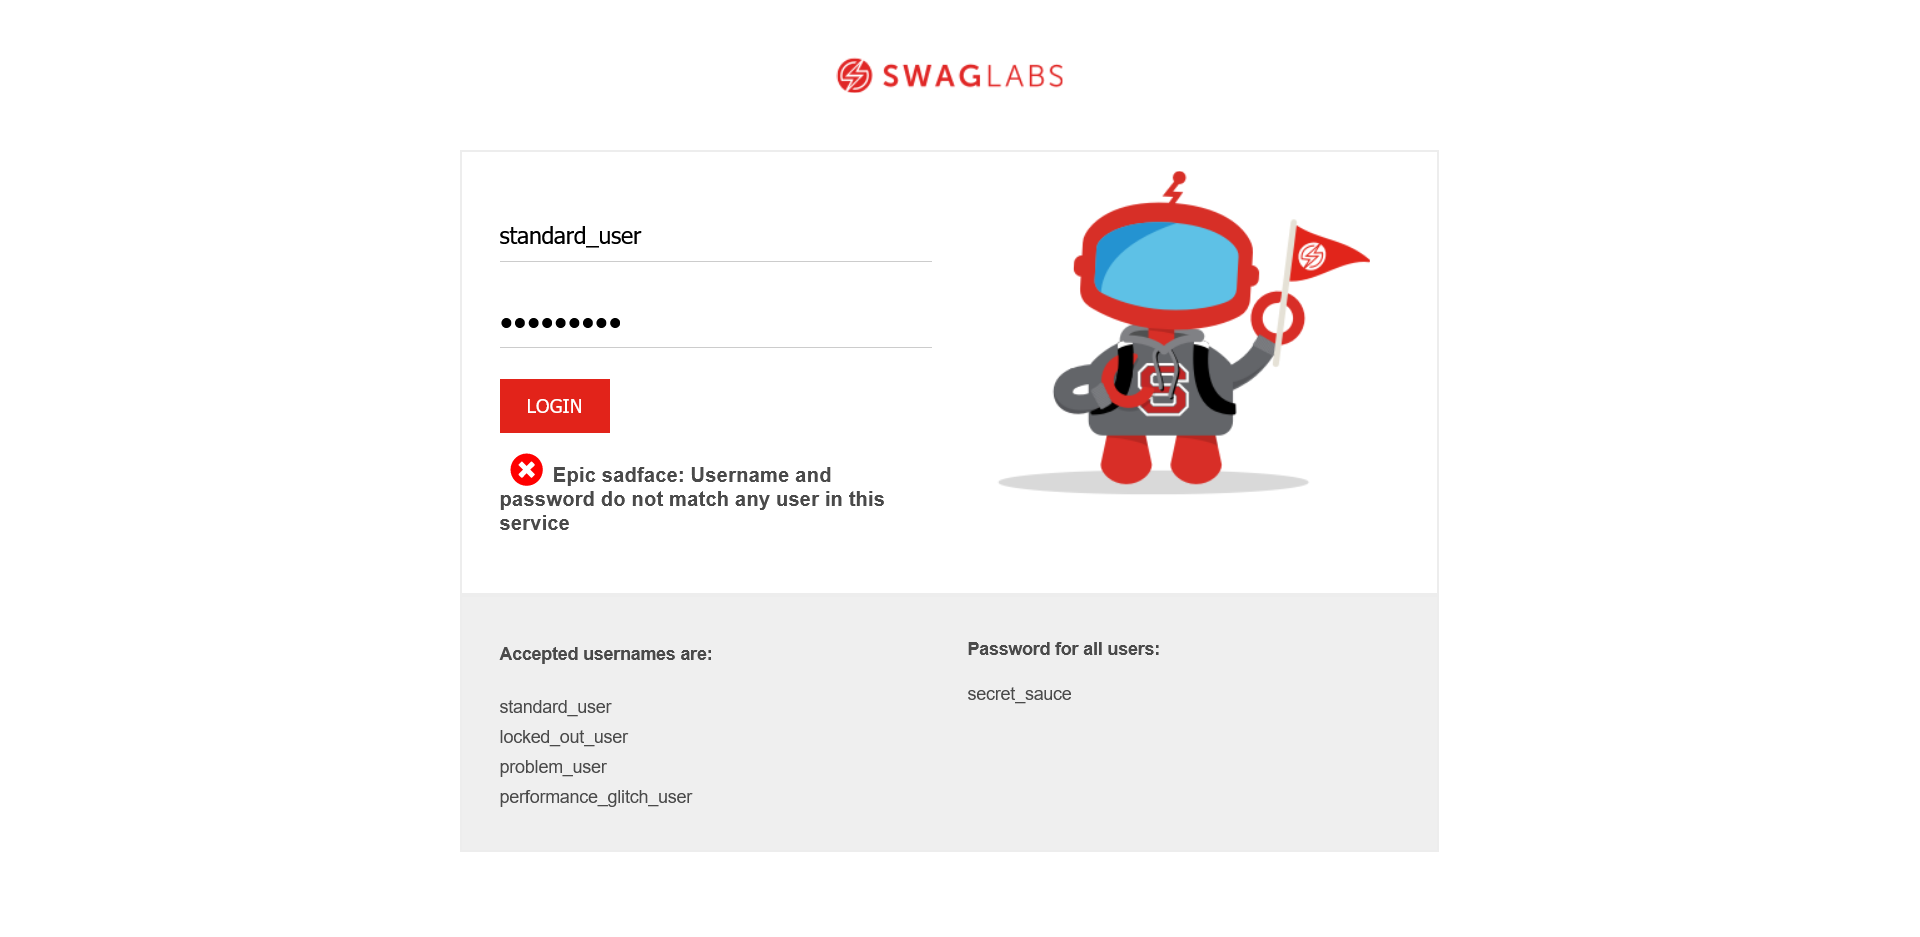 SWAGLABS
standard_user
•••••••••
LOGIN
Epic sadface: Username and
password do not match any user in this
service
S
Accepted usernames are:
standard_user
locked_out_user
problem_user
performance_glitch_user
Password for all users:
secret_sauce